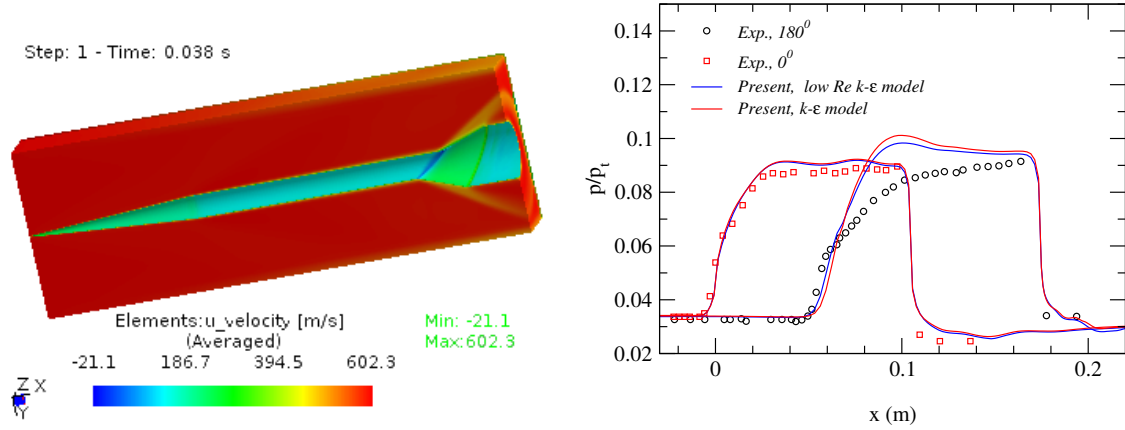 Step: 1 - Time: 0.038 s
Elements:u_velocity [m/s]
(Averaged)
Min: -21.1
Max:602.3
-21.1 186.7 394.5 602.3
Z X
Y
Exp., 180⁰
Exp., 0⁰
Present, low Re k-ε model
Present, k-ε model
0.14
0.12
0.1
0.08
0.06
0.04
0.02
p/pₜ
0 0.1 0.2
x (m)